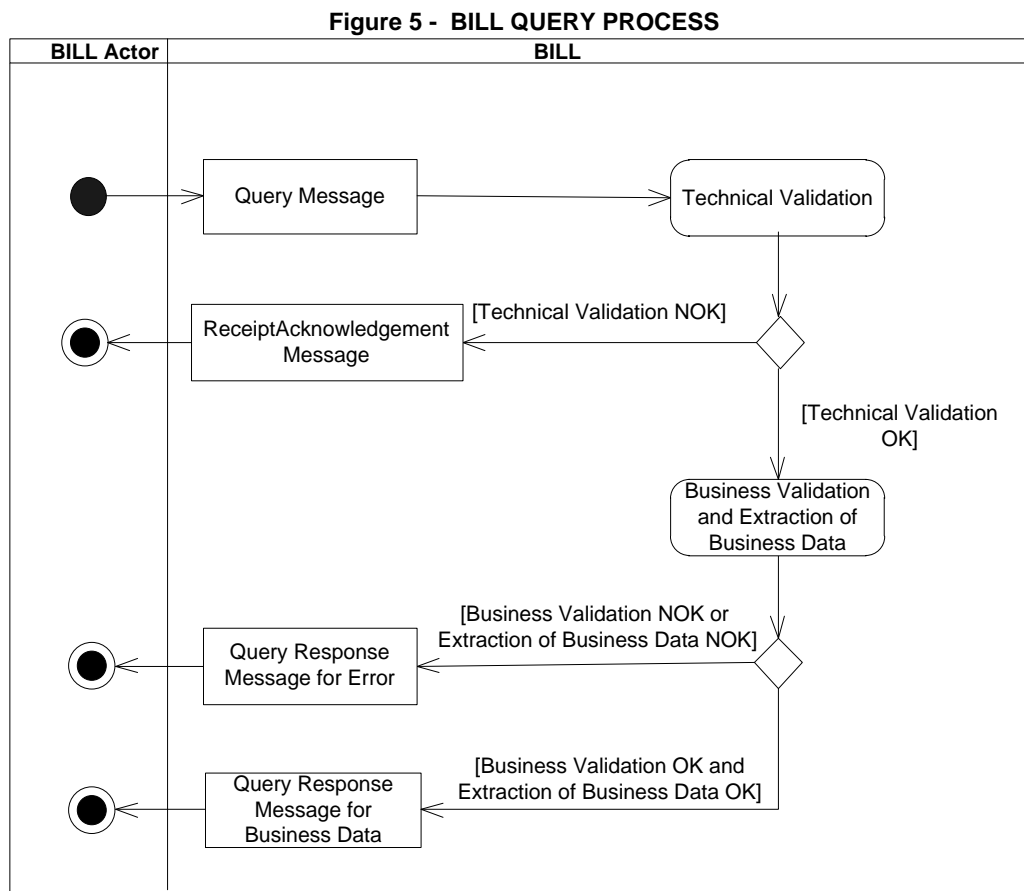 Figure 5 - BILL QUERY PROCESS
BILL Actor
BILL
Query Message
Technical Validation
[Technical Validation NOK]
ReceiptAcknowledgement
Message
[Technical Validation
OK]
Business Validation
and Extraction of
Business Data
[Business Validation NOK or
Extraction of Business Data NOK]
Query Response
Message for Error
[Business Validation OK and
Extraction of Business Data OK]
Query Response
Message for
Business Data